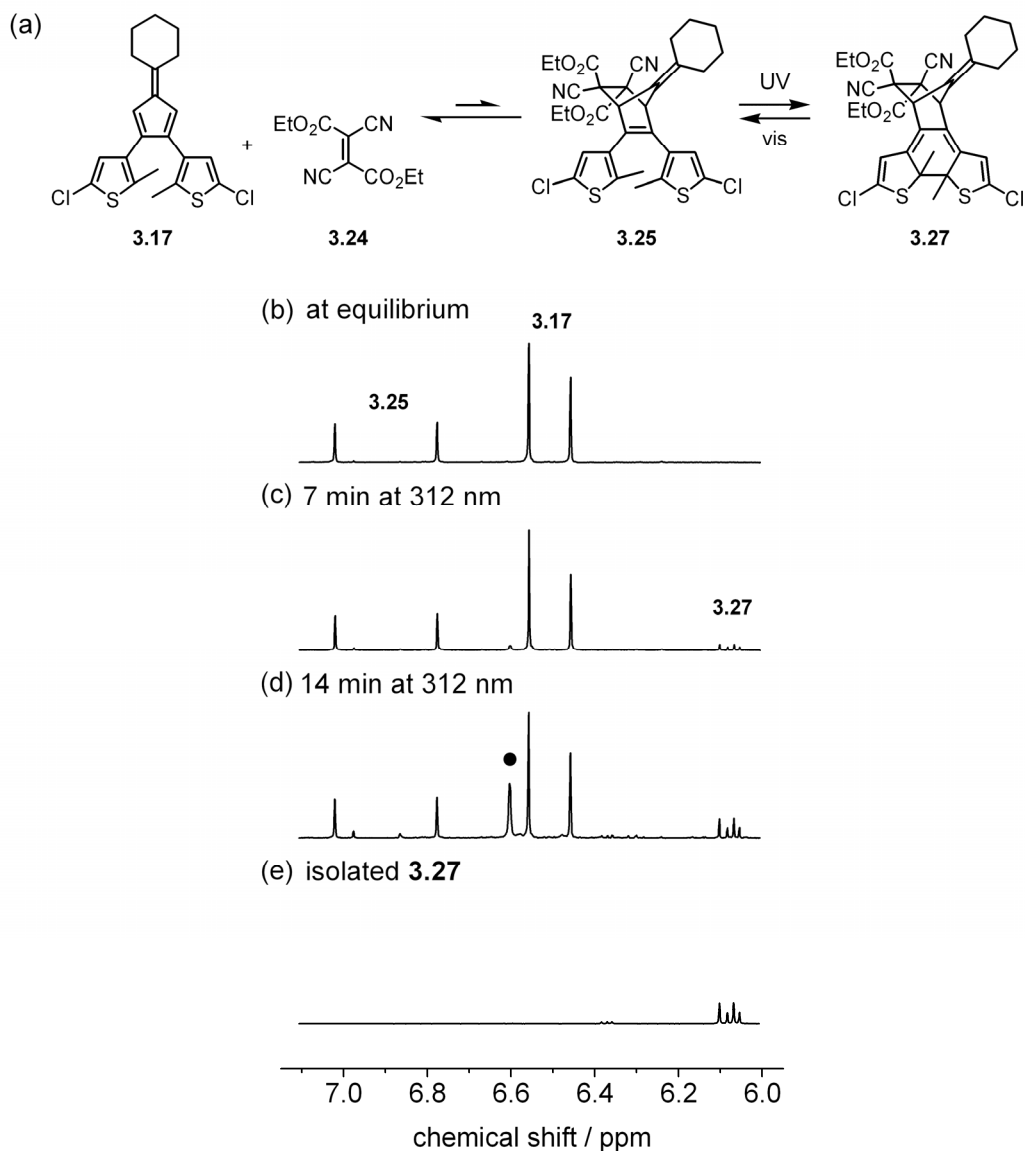 (a)
EtO₂C CN
NC
EtO₂C
UV
vis
EtO₂C CN
NC
EtO₂C
EtO₂C CN
NC CO₂Et
+
Cl S S Cl
Cl S S Cl
Cl S S Cl
3.17 3.24 3.25 3.27
(b) at equilibrium
3.17
3.25
(c) 7 min at 312 nm
3.27
(d) 14 min at 312 nm
(e) isolated 3.27
7.0 6.8 6.6 6.4 6.2 6.0
chemical shift / ppm